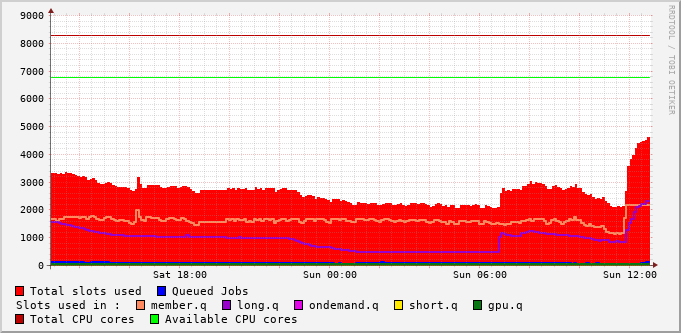 9000
8000
7000
6000
5000
4000
3000
2000
1000
0
Sat 18:00 Sun 00:00 Sun 06:00 Sun 12:00
RRDTOOL / TOBI OETIKER
Total slots used Queued Jobs
Slots used in : member.q long.q ondemand.q short.q gpu.q
Total CPU cores Available CPU cores